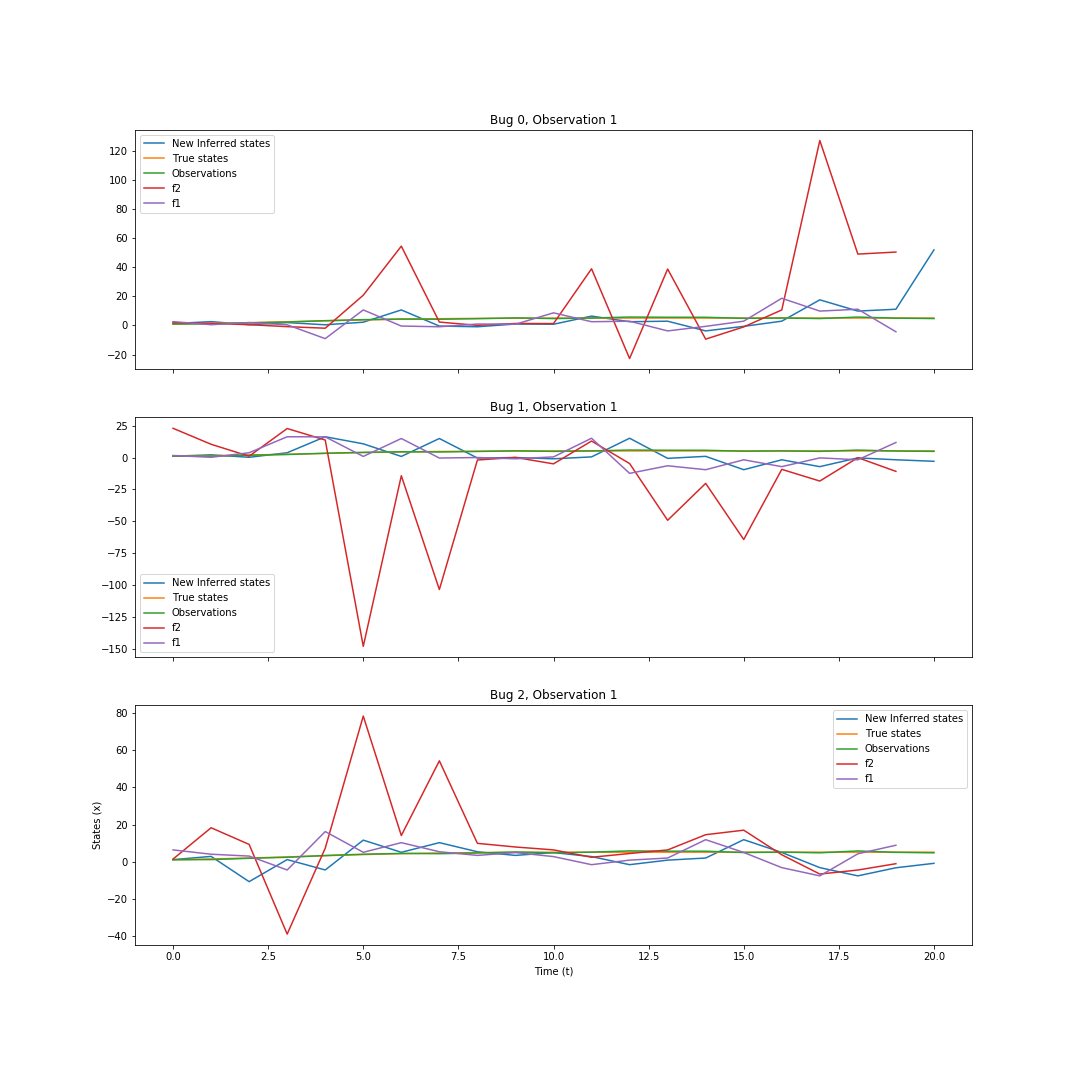 Bug 0, Observation 1
120
100
80
60
40
20
0
−20
New Inferred states
True states
Observations
f2
f1
Bug 1, Observation 1
25
0
−25
−50
−75
−100
−125
−150
New Inferred states
True states
Observations
f2
f1
Bug 2, Observation 1
80
60
40
20
0
−20
−40
States (x)
New Inferred states
True states
Observations
f2
f1
0.0 2.5 5.0 7.5 10.0 12.5 15.0 17.5 20.0
Time (t)